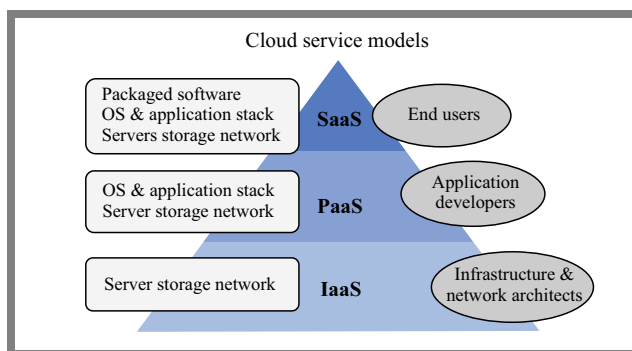 Cloud service models
Packaged software
OS & application stack
Servers storage network
SaaS
End users
OS & application stack
Server storage network
PaaS
Application
developers
Server storage network
IaaS
Infrastructure &
network architects